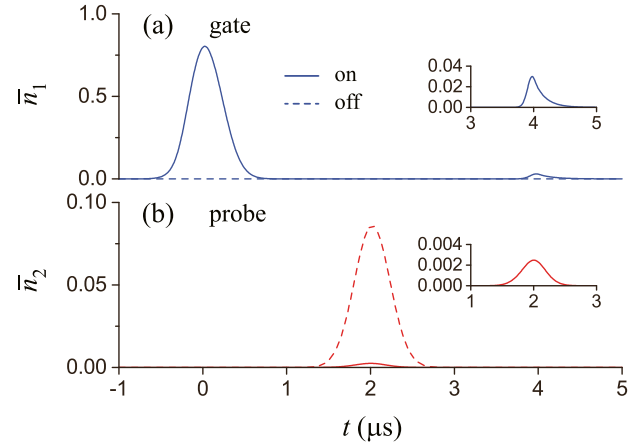 (a) gate
on
off
n̅₁
1.0
0.5
0.0
0.04
0.02
0.00
3 4 5
(b) probe
n̅₂
0.10
0.05
0.00
0.004
0.002
0.000
1 2 3
-1 0 1 2 3 4 5
t (μs)